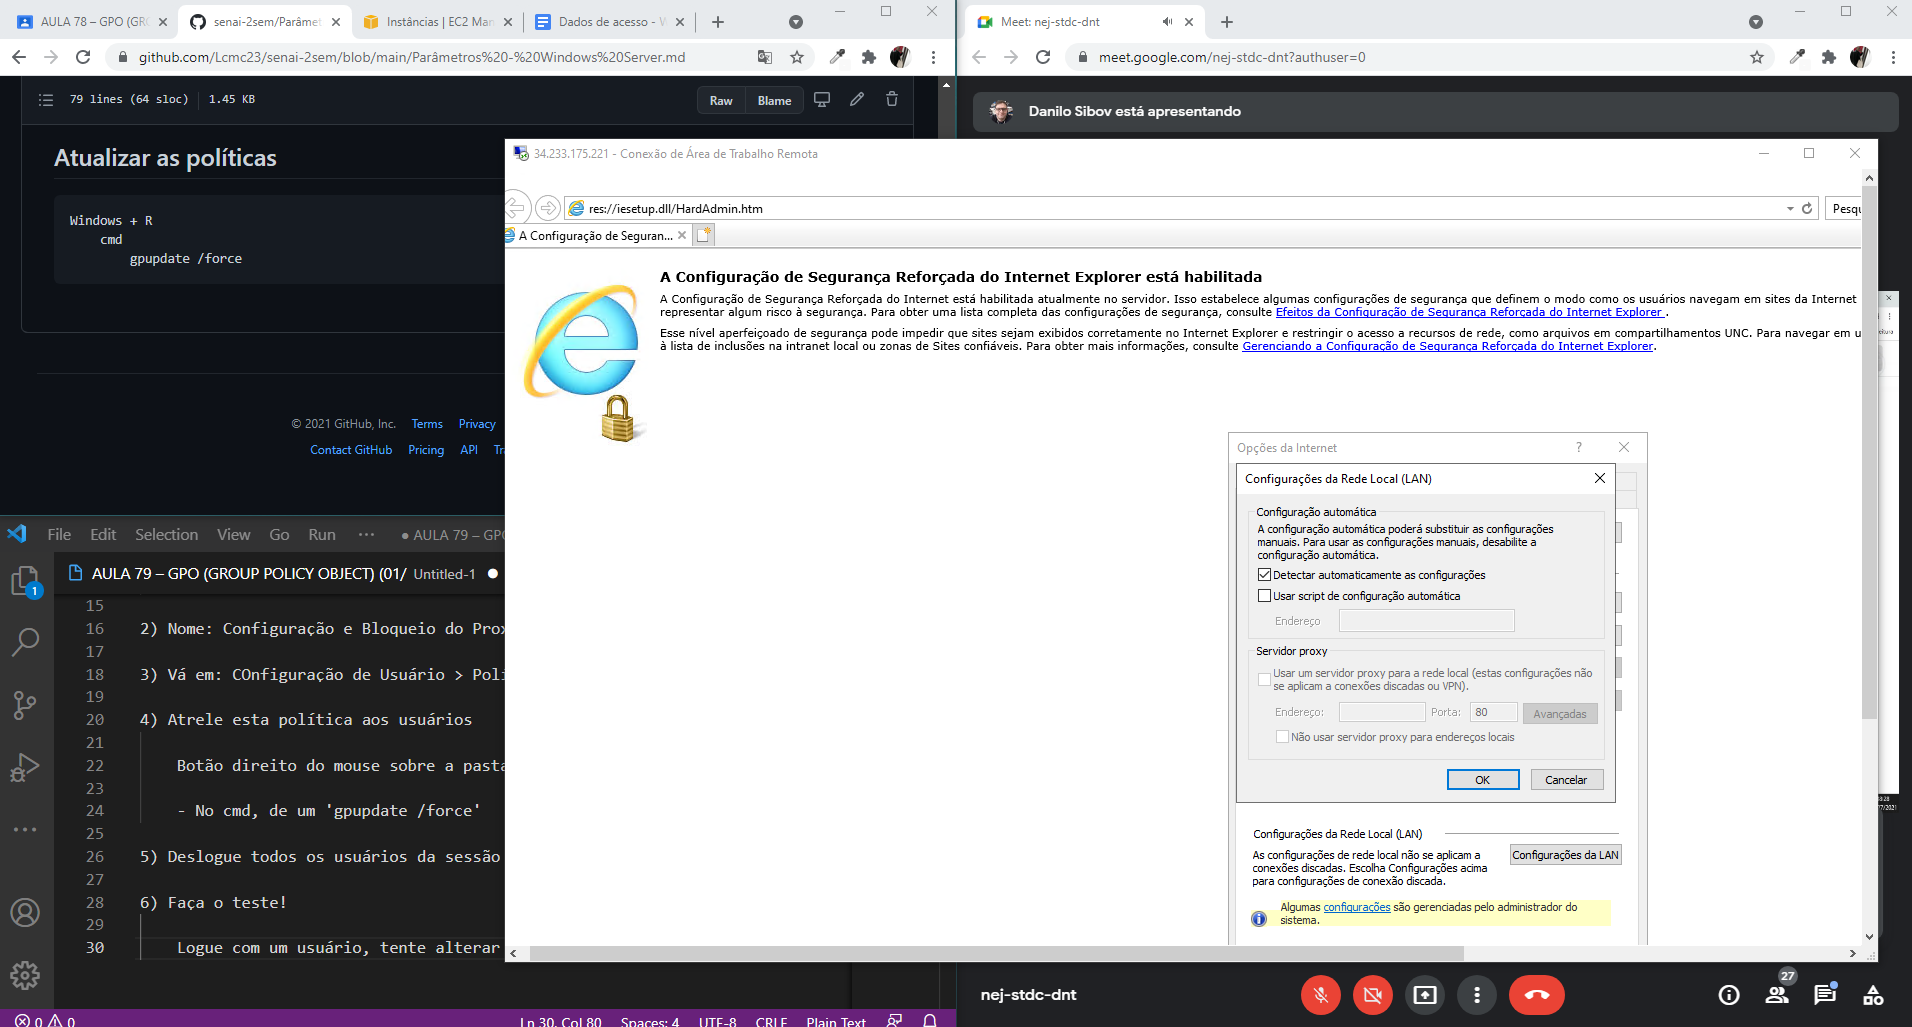 AULA 78 – GPO (GR
senai-2sem/Parâmet
Instâncias | EC2 Man
Dados de acesso - W
github.com/Lcmc23/senai-2sem/blob/main/Parâmetros%20-%20Windows%20Server.md
79 lines (64 sloc)
1.45 KB
Raw
Blame
Atualizar as políticas
Windows + R
cmd
gpupdate /force
© 2021 GitHub, Inc.
Terms
Privacy
Contact GitHub
Pricing
API
Tr
Meet: nej-stdc-dnt
meet.google.com/nej-stdc-dnt?authuser=0
Danilo Sibov está apresentando
34.233.175.221 - Conexão de Área de Trabalho Remota
res://iesetup.dll/HardAdmin.htm
Pesqu
A Configuração de Seguran...
A Configuração de Segurança Reforçada do Internet Explorer está habilitada
A Configuração de Segurança Reforçada do Internet está habilitada atualmente no servidor. Isso estabelece algumas configurações de segurança que definem o modo como os usuários navegam em sites da Internet
representar algum risco à segurança. Para obter uma lista completa das configurações de segurança, consulte Efeitos da Configuração de Segurança Reforçada do Internet Explorer .
Esse nível aperfeiçoado de segurança pode impedir que sites sejam exibidos corretamente no Internet Explorer e restringir o acesso a recursos de rede, como arquivos em compartilhamentos UNC. Para navegar em u
à lista de inclusões na intranet local ou zonas de Sites confiáveis. Para obter mais informações, consulte Gerenciando a Configuração de Segurança Reforçada do Internet Explorer.
Opções da Internet
?
Configurações da Rede Local (LAN)
Configuração automática
A configuração automática poderá substituir as configurações
manuais. Para usar as configurações manuais, desabilite a
configuração automática.
Detectar automaticamente as configurações
Usar script de configuração automática
Endereço
Servidor proxy
Usar um servidor proxy para a rede local (estas configurações não
se aplicam a conexões discadas ou VPN).
Endereço:
Porta:
80
Avançadas
Não usar servidor proxy para endereços locais
OK
Cancelar
Configurações da Rede Local (LAN)
As configurações de rede local não se aplicam a
conexões discadas. Escolha Configurações acima
para configurações de conexão discada.
Configurações da LAN
Algumas configurações são gerenciadas pelo administrador do
sistema.
File
Edit
Selection
View
Go
Run
···
● AULA 79 – GPO
AULA 79 – GPO (GROUP POLICY OBJECT) (01/
Untitled-1
1
15
16 2) Nome: Configuração e Bloqueio do Prox
17
18 3) Vá em: COnfiguração de Usuário > Polí
19
20 4) Atrele esta política aos usuários
21
22 Botão direito do mouse sobre a pasta
23
24 - No cmd, de um 'gpupdate /force'
25
26 5) Deslogue todos os usuários da sessão
27
28 6) Faça o teste!
29
30 Logue com um usuário, tente alterar
0
0
Ln 30, Col 80
Spaces: 4
UTF-8
CRLF
Plain Text
nej-stdc-dnt
27